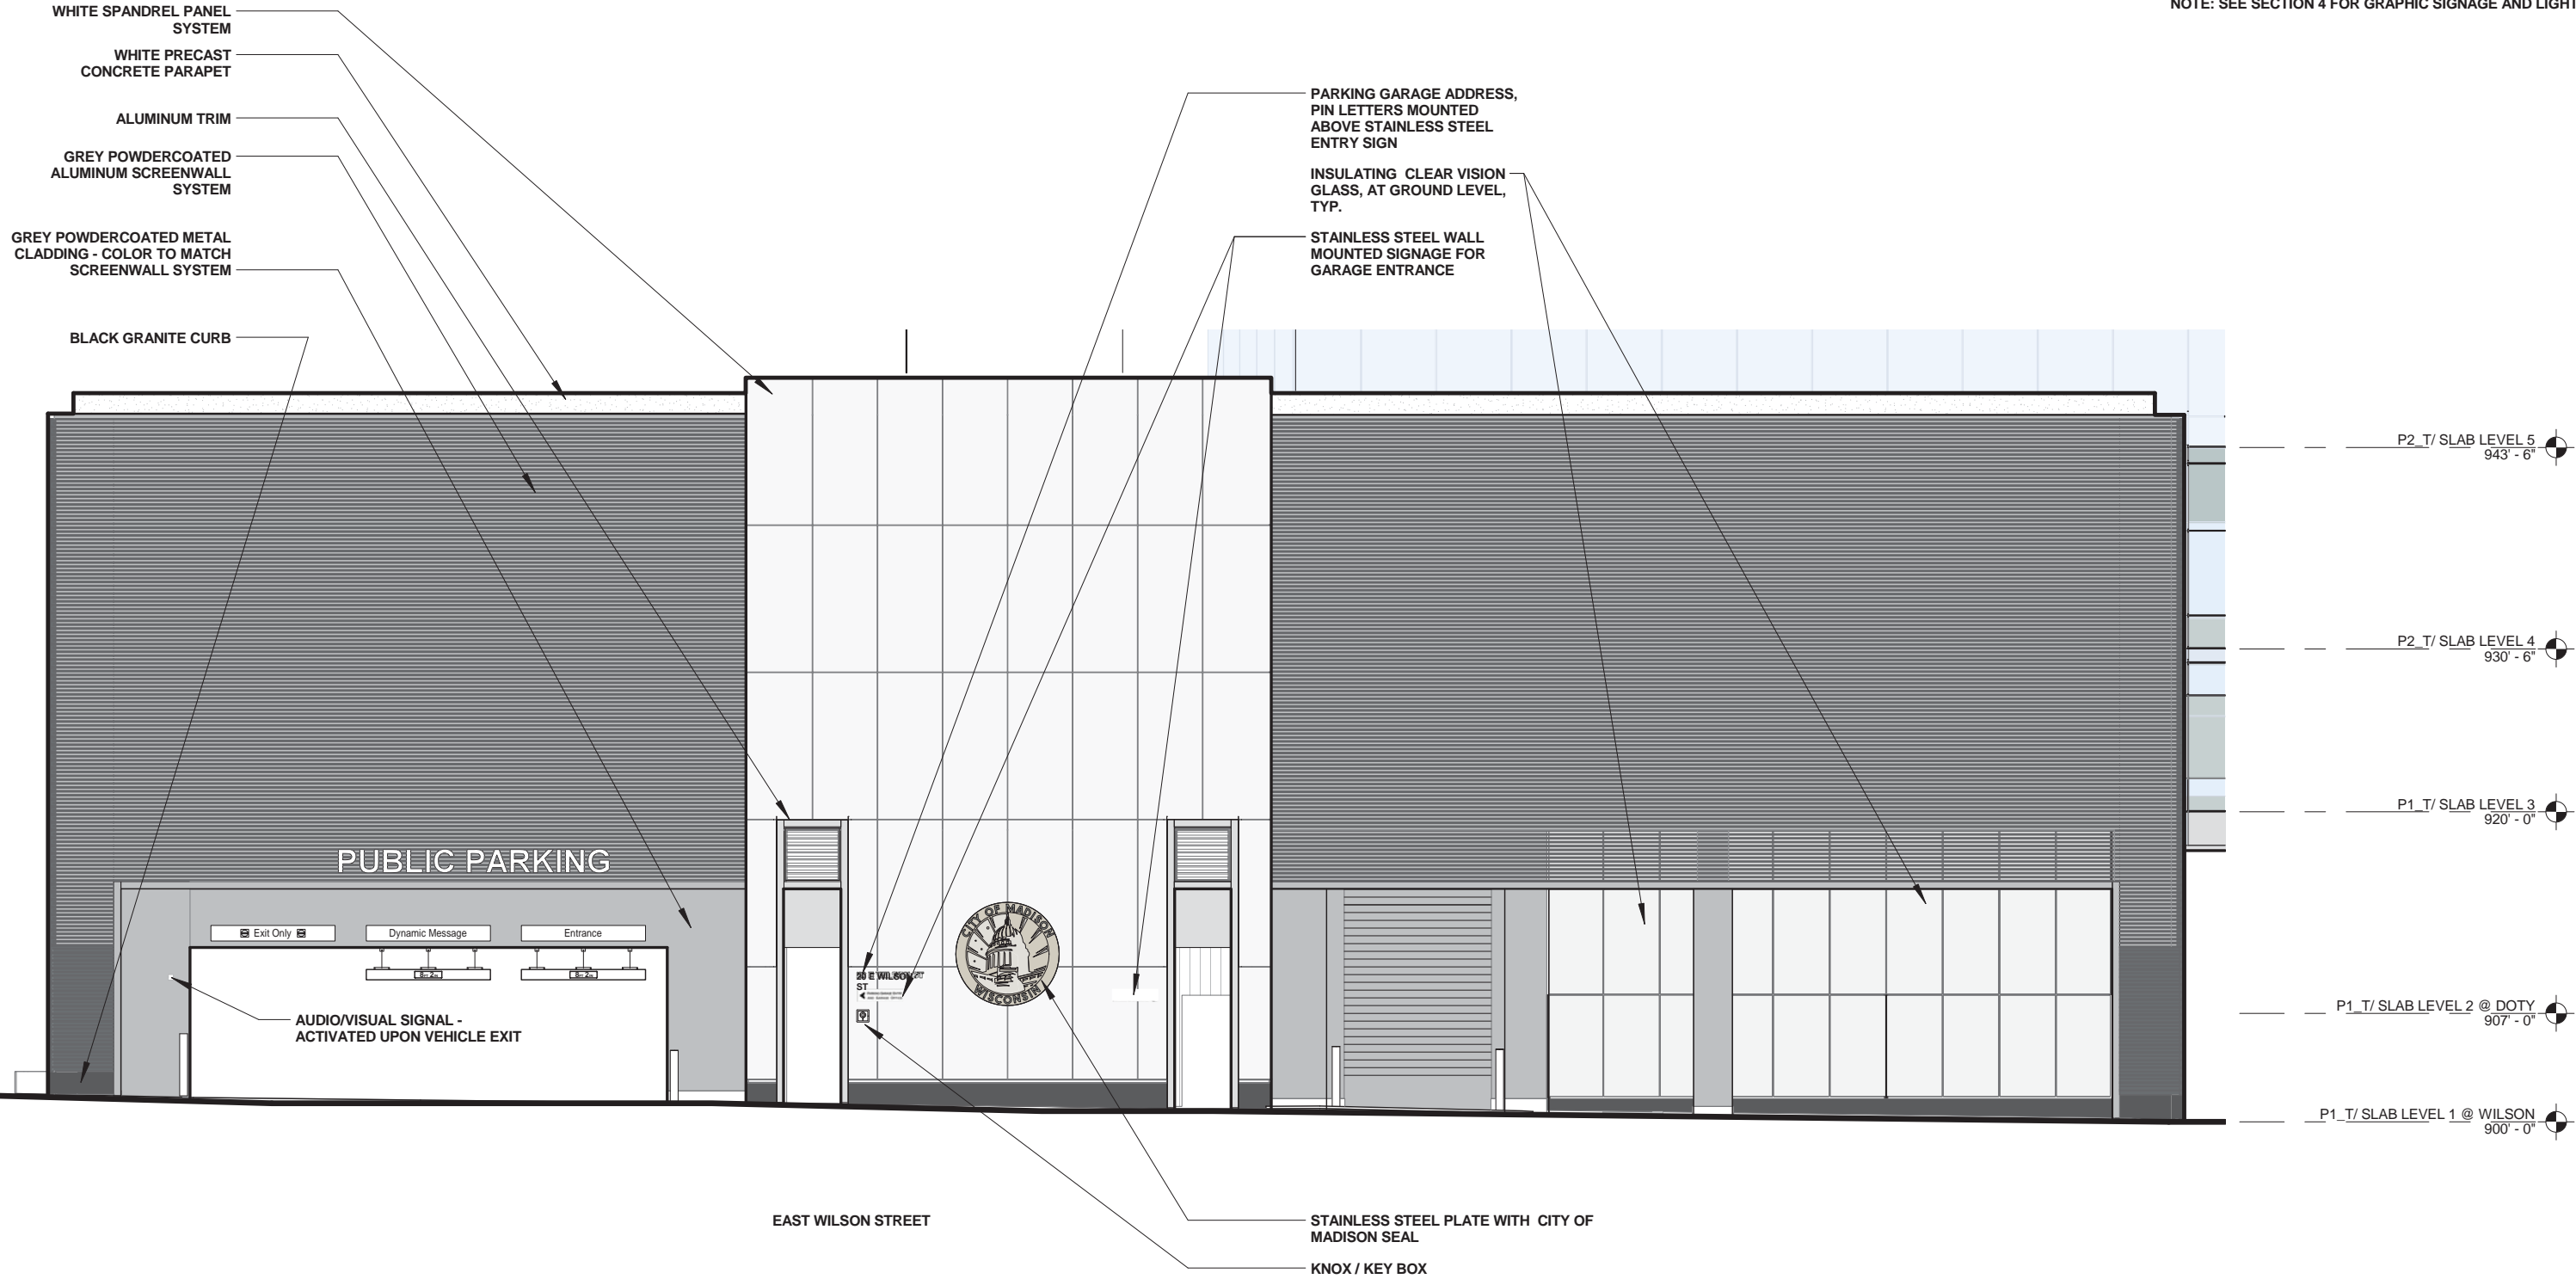 NOTE: SEE SECTION 4 FOR GRAPHIC SIGNAGE AND LIGHT
WHITE SPANDREL PANEL
SYSTEM
WHITE PRECAST
CONCRETE PARAPET
ALUMINUM TRIM
GREY POWDERCOATED
ALUMINUM SCREENWALL
SYSTEM
GREY POWDERCOATED METAL
CLADDING - COLOR TO MATCH
SCREENWALL SYSTEM
BLACK GRANITE CURB
PARKING GARAGE ADDRESS,
PIN LETTERS MOUNTED
ABOVE STAINLESS STEEL
ENTRY SIGN
INSULATING CLEAR VISION
GLASS, AT GROUND LEVEL,
TYP.
STAINLESS STEEL WALL
MOUNTED SIGNAGE FOR
GARAGE ENTRANCE
P2_T/ SLAB LEVEL 5
943' - 6"
P2_T/ SLAB LEVEL 4
930' - 6"
P1_T/ SLAB LEVEL 3
920' - 0"
P1_T/ SLAB LEVEL 2 @ DOTY
907' - 0"
P1_T/ SLAB LEVEL 1 @ WILSON
900' - 0"
PUBLIC PARKING
Exit Only
Dynamic Message
Entrance
CITY OF MADISON
WISCONSIN
E WILSON
ST
AUDIO/VISUAL SIGNAL -
ACTIVATED UPON VEHICLE EXIT
EAST WILSON STREET
STAINLESS STEEL PLATE WITH CITY OF
MADISON SEAL
KNOX / KEY BOX